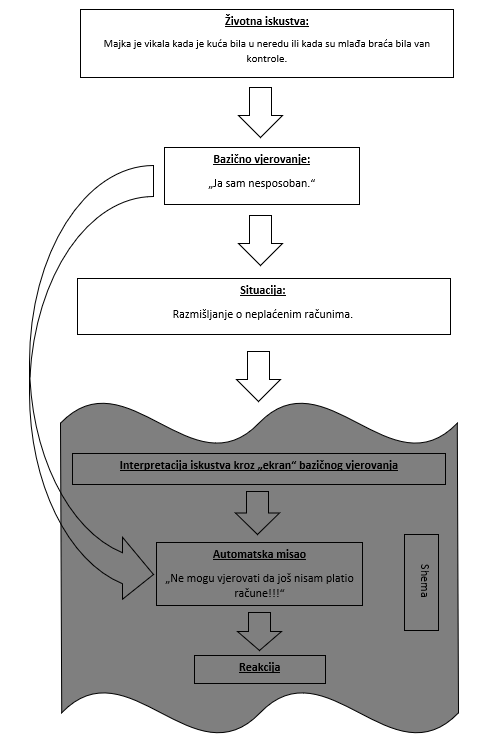 Životna iskustva:
Majka je vikala kada je kuća bila u neredu ili kada su mlađa braća bila van
kontrole.
Bazično vjerovanje:
„Ja sam nesposoban.“
Situacija:
Razmišljanje o neplaćenim računima.
Interpretacija iskustva kroz „ekran“ bazičnog vjerovanja
Automatska misao
„Ne mogu vjerovati da još nisam platio
račune!!!“
Shema
Reakcija